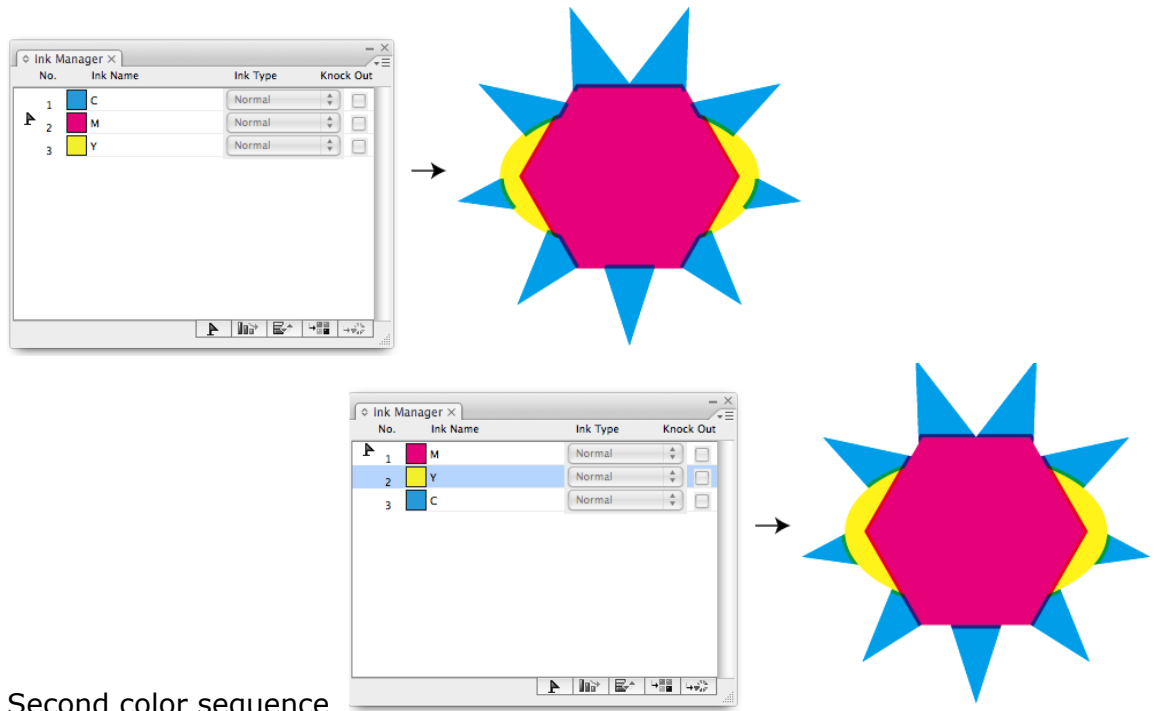 Ink Manager ×
No. Ink Name Ink Type Knock Out
1 C Normal
2 M Normal
3 Y Normal
Ink Manager ×
No. Ink Name Ink Type Knock Out
1 M Normal
2 Y Normal
3 C Normal
Second color sequence